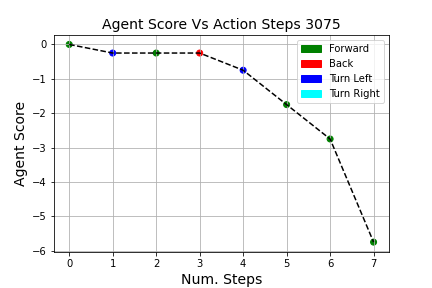 Agent Score Vs Action Steps 3075
Forward
Back
Turn Left
Turn Right
Agent Score
0
−1
−2
−3
−4
−5
−6
0 1 2 3 4 5 6 7
Num. Steps